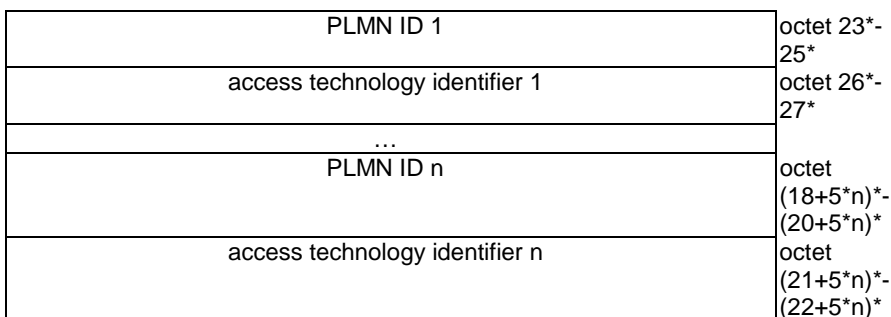 PLMN ID 1
octet 23*-
25*
access technology identifier 1
octet 26*-
27*
…
PLMN ID n
octet
(18+5*n)*-
(20+5*n)*
access technology identifier n
octet
(21+5*n)*-
(22+5*n)*